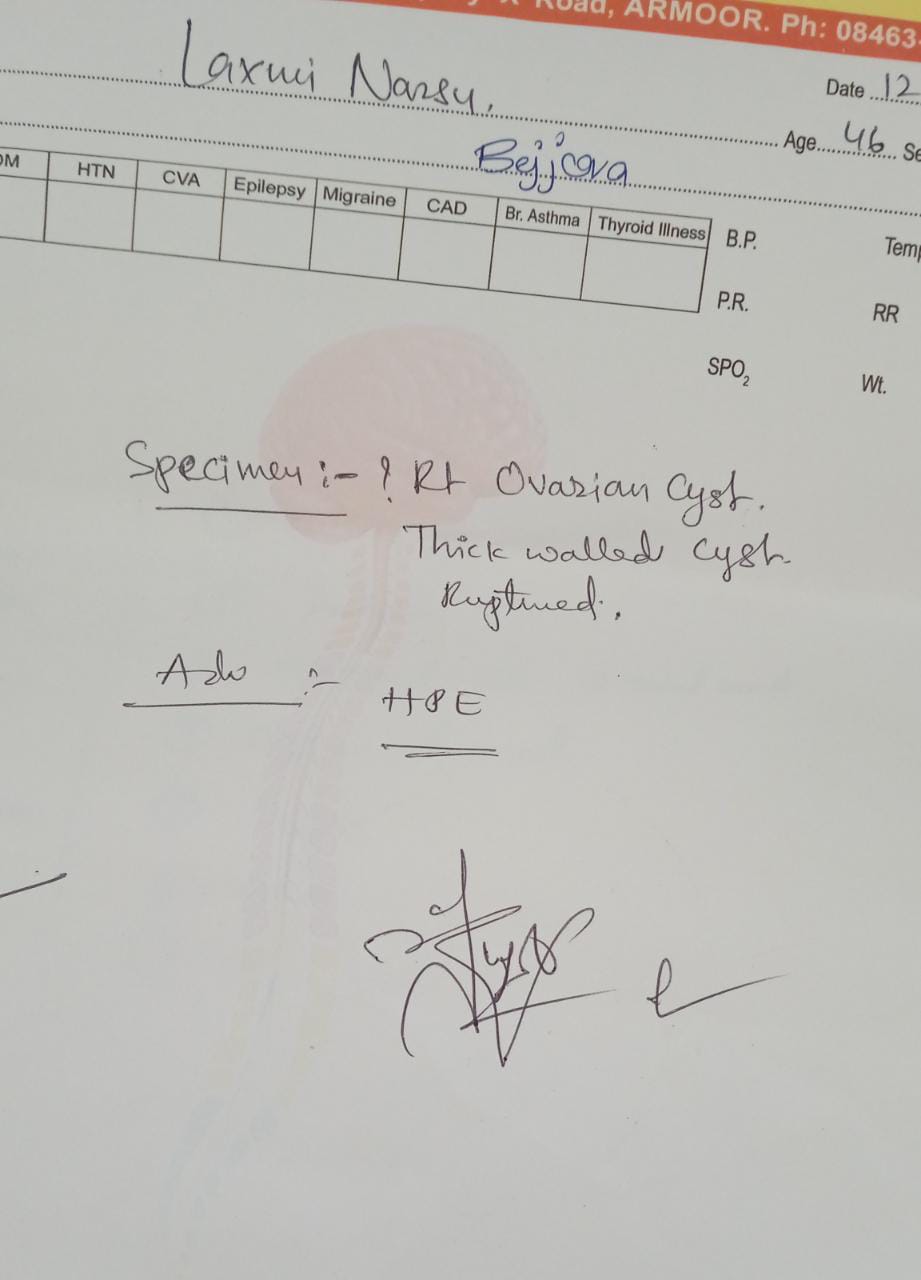 Road, ARMOOR. Ph: 08463-
Laxmi Narsu.
Date 12
Age 46 Se
DM HTN CVA Epilepsy Migraine CAD Br. Asthma Thyroid Illness
B.P. Temp
P.R. RR
SPO2 Wt.
Specimen :- ? Rt Ovarian Cyst.
Thick walled cyst.
Ruptured.
Adv :- HPE